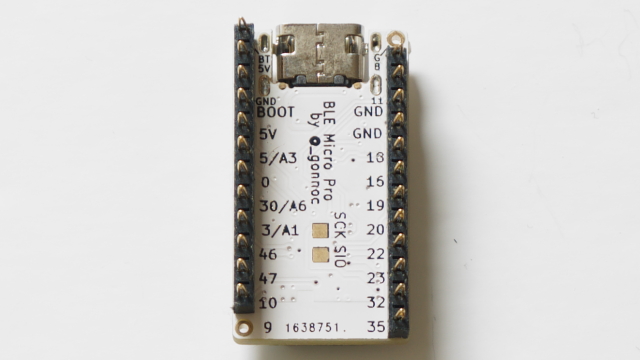 BT
5V
GND
BOOT
5V
5/A3
0
30/A6
3/A1
46
47
10
9
BLE Micro Pro
by _gonnoc
SCK SIO
1638751.
G
8
11
GND
GND
18
16
19
20
22
23
32
35